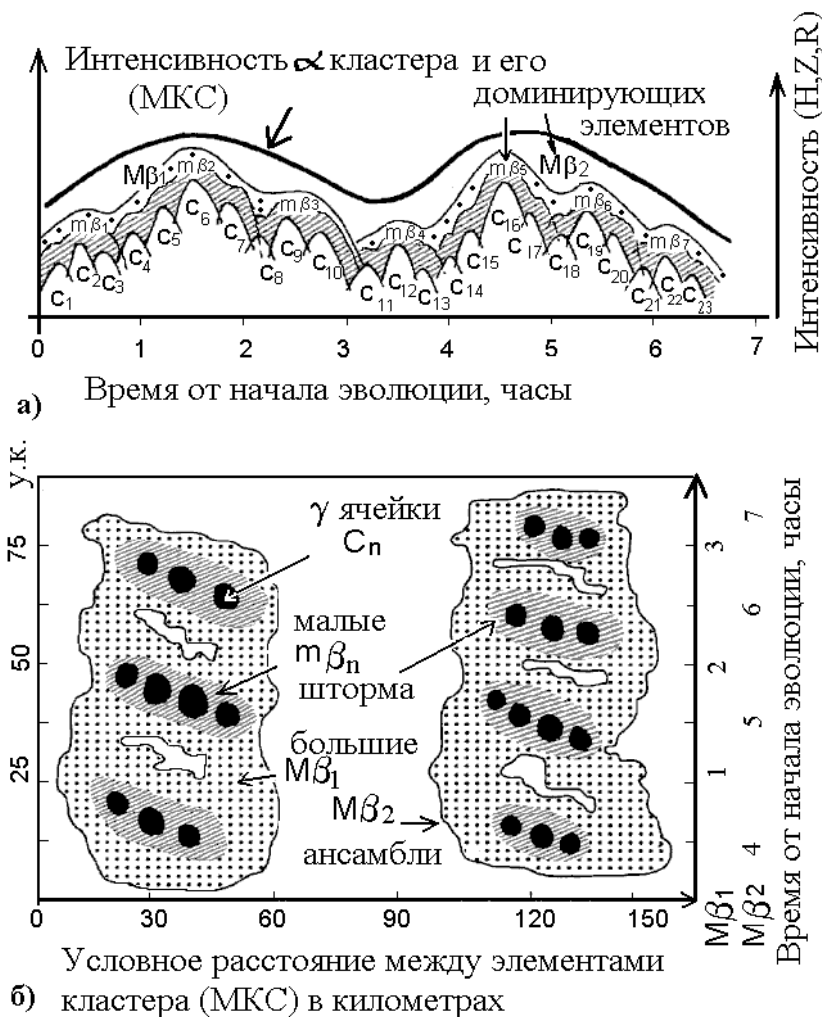 Интенсивность α кластера и его
(МКС)
доминирующих
элементов
Интенсивность (H,Z,R)
Mβ1
mβ2
mβ5
Mβ2
mβ1
mβ3
mβ4
mβ6
mβ7
C1
C2
C3
C4
C5
C6
C7
C8
C9
C10
C11
C12
C13
C14
C15
C16
C17
C18
C19
C20
C21
C22
C23
0 1 2 3 4 5 6 7
Время от начала эволюции, часы
а)
у.к.
75
50
25
γ ячейки
Cn
малые
mβn
шторма
большие
Mβ1
Mβ2
ансамбли
3
2
1
Mβ1
7
6
5
4
Mβ2
Время от начала эволюции, часы
0 30 60 90 120 150
Условное расстояние между элементами
б) кластера (МКС) в километрах